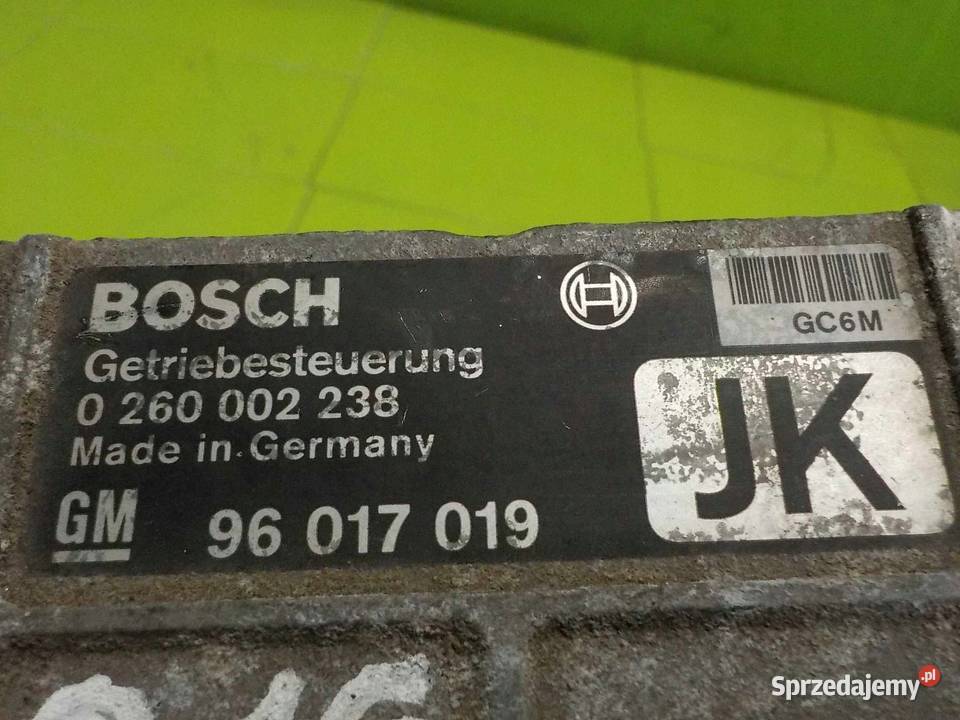 BOSCH
GC6M
Getriebesteuerung
0 260 002 238
Made in Germany
JK
GM
96 017 019
Sprzedajemy.pl